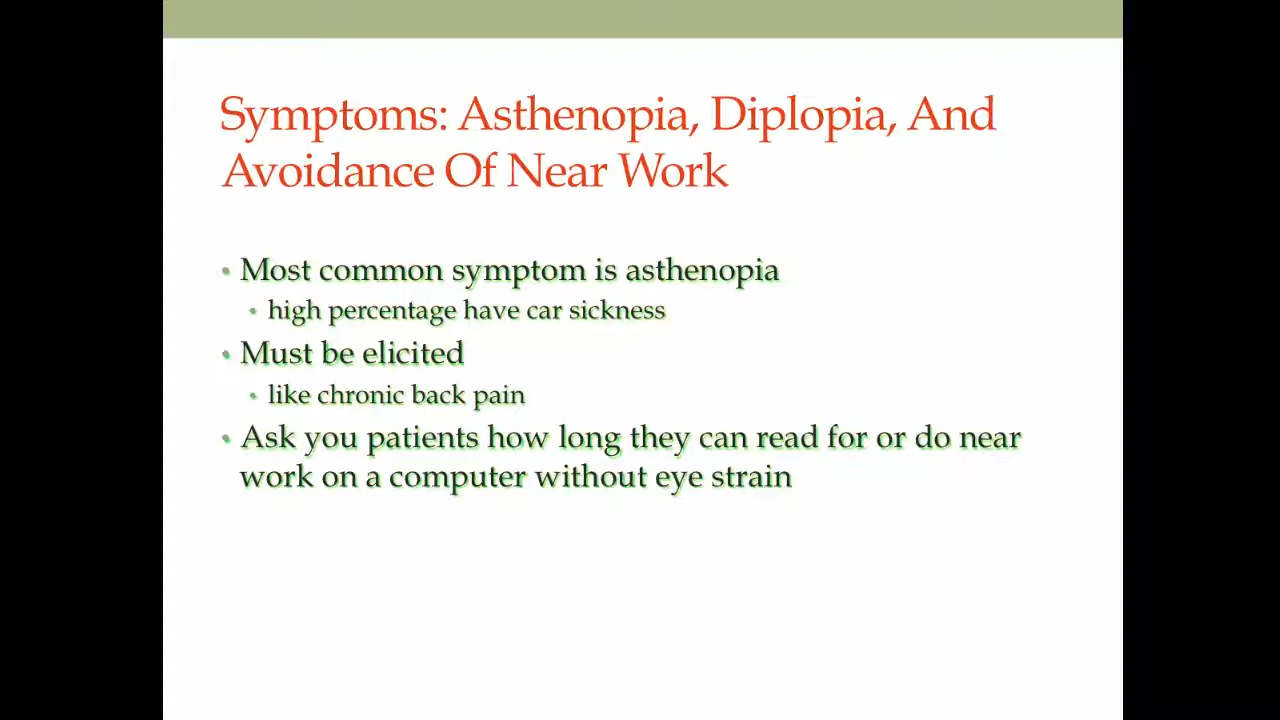 Symptoms: Asthenopia, Diplopia, And
Avoidance Of Near Work
• Most common symptom is asthenopia
• high percentage have car sickness
• Must be elicited
• like chronic back pain
• Ask you patients how long they can read for or do near
work on a computer without eye strain